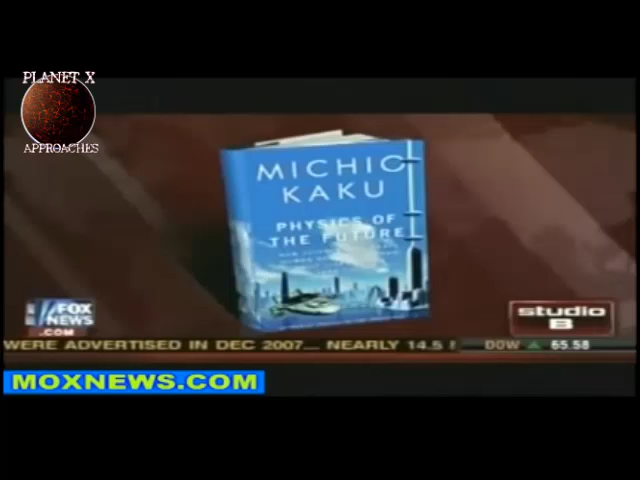 PLANET X
APPROACHES
MICHIO
KAKU
PHYSICS OF
THE FUTURE
FOX
NEWS
.COM
studio
B
WERE ADVERTISED IN DEC 2007... NEARLY 14.5
DOW ▲ 65.58
MOXNEWS.COM